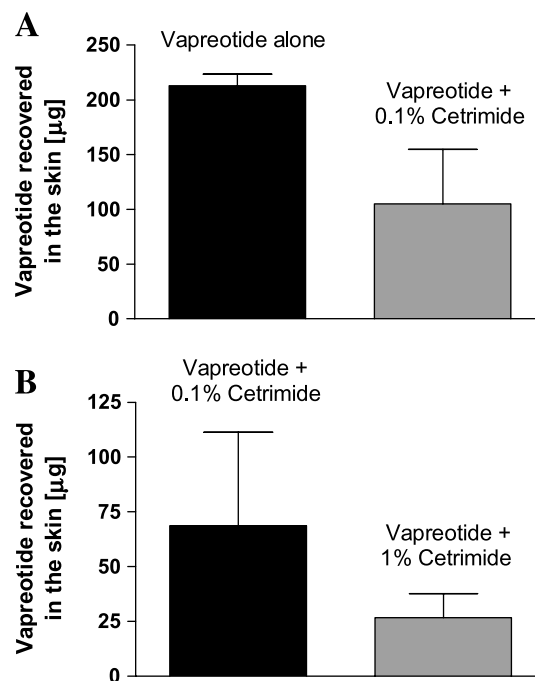 A
Vapreotide alone
Vapreotide +
0.1% Cetrimide
Vapreotide recovered
in the skin [µg]
250
200
150
100
50
0
B
Vapreotide +
0.1% Cetrimide
Vapreotide +
1% Cetrimide
Vapreotide recovered
in the skin [µg]
125
100
75
50
25
0